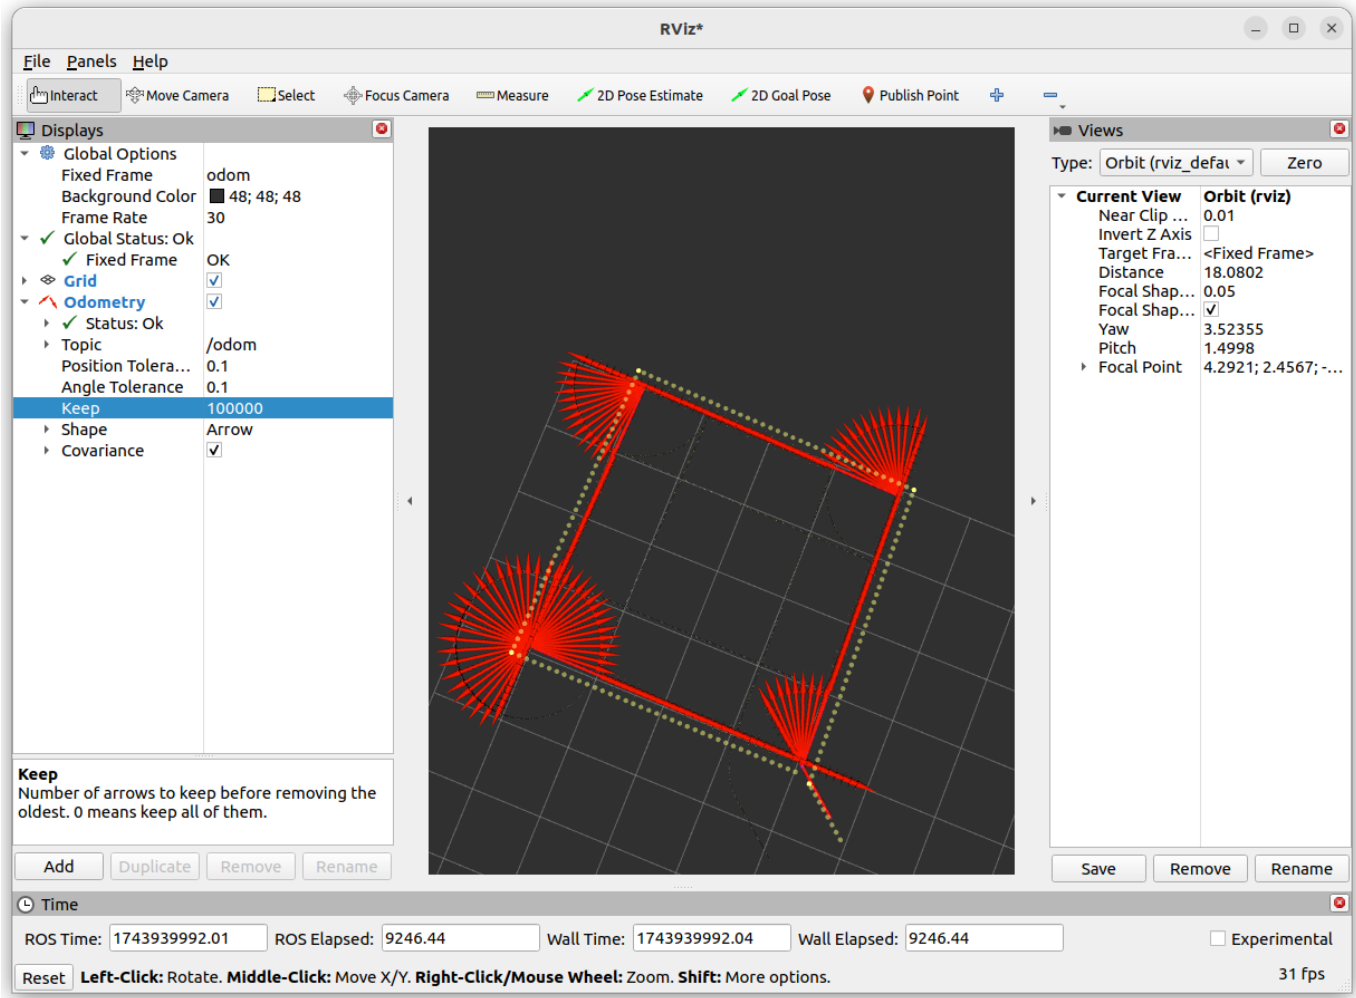 RViz*
File Panels Help
Interact Move Camera Select Focus Camera Measure 2D Pose Estimate 2D Goal Pose Publish Point
Displays
Global Options
Fixed Frame odom
Background Color 48; 48; 48
Frame Rate 30
Global Status: Ok
Fixed Frame OK
Grid
Odometry
Status: Ok
Topic /odom
Position Tolera... 0.1
Angle Tolerance 0.1
Keep 100000
Shape Arrow
Covariance
Keep
Number of arrows to keep before removing the
oldest. 0 means keep all of them.
Add Duplicate Remove Rename
Views
Type: Orbit (rviz_defau Zero
Current View Orbit (rviz)
Near Clip ... 0.01
Invert Z Axis
Target Fra... <Fixed Frame>
Distance 18.0802
Focal Shap... 0.05
Focal Shap...
Yaw 3.52355
Pitch 1.4998
Focal Point 4.2921; 2.4567; -...
Save Remove Rename
Time
ROS Time: 1743939992.01 ROS Elapsed: 9246.44 Wall Time: 1743939992.04 Wall Elapsed: 9246.44 Experimental
Reset Left-Click: Rotate. Middle-Click: Move X/Y. Right-Click/Mouse Wheel: Zoom. Shift: More options. 31 fps